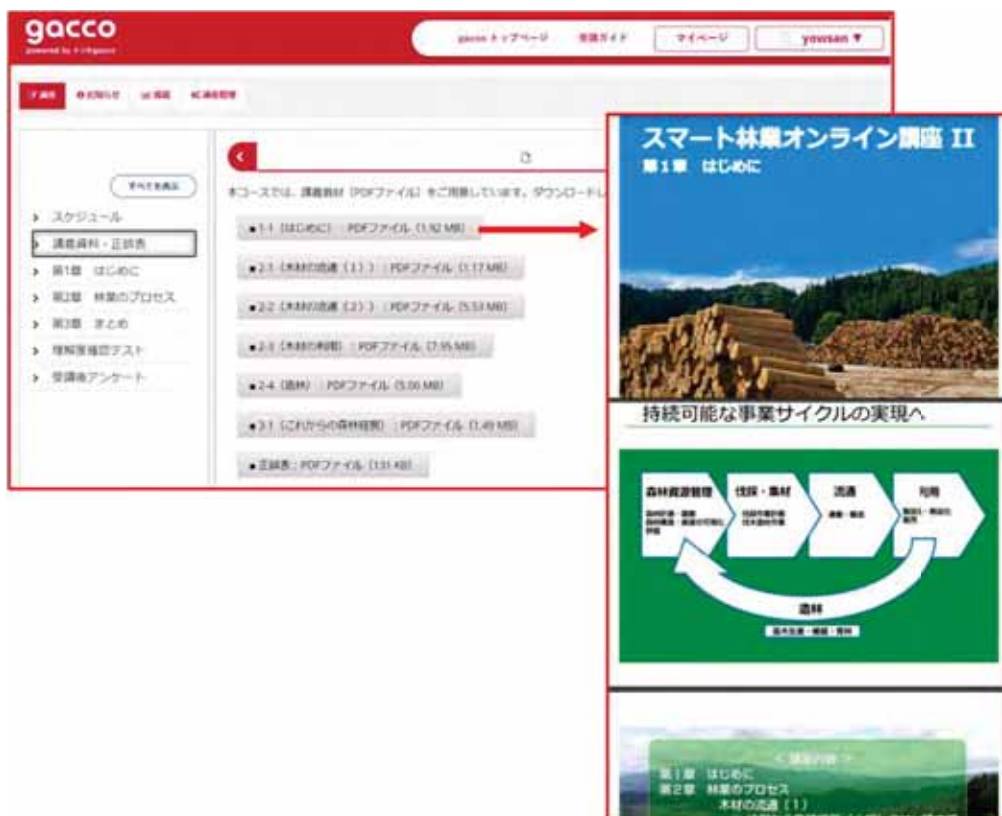 gacco
gacco トップページ
受講ガイド
マイページ
yowsan ▼
すべてを表示
本コースでは、講義教材（PDFファイル）をご用意しています。ダウンロードし
スケジュール
講義資料・正誤表
第1章 はじめに
第2章 林業のプロセス
第3章 まとめ
理解度確認テスト
受講後アンケート
■ 1-1（はじめに）：PDFファイル（1.92 MB）
■ 2-1（木材の流通（1））：PDFファイル（1.17 MB）
■ 2-2（木材の流通（2））：PDFファイル（5.53 MB）
■ 2-3（木材の利用）：PDFファイル（7.95 MB）
■ 2-4（造林）：PDFファイル（5.00 MB）
■ 3-1（これからの森林経営）：PDFファイル（1.49 MB）
■ 正誤表：PDFファイル（131 KB）
スマート林業オンライン講座 II
第1章 はじめに
持続可能な事業サイクルの実現へ
森林資源管理
伐採・集材
流通
利用
造林
第1章 はじめに
第2章 林業のプロセス
木材の流通（1）